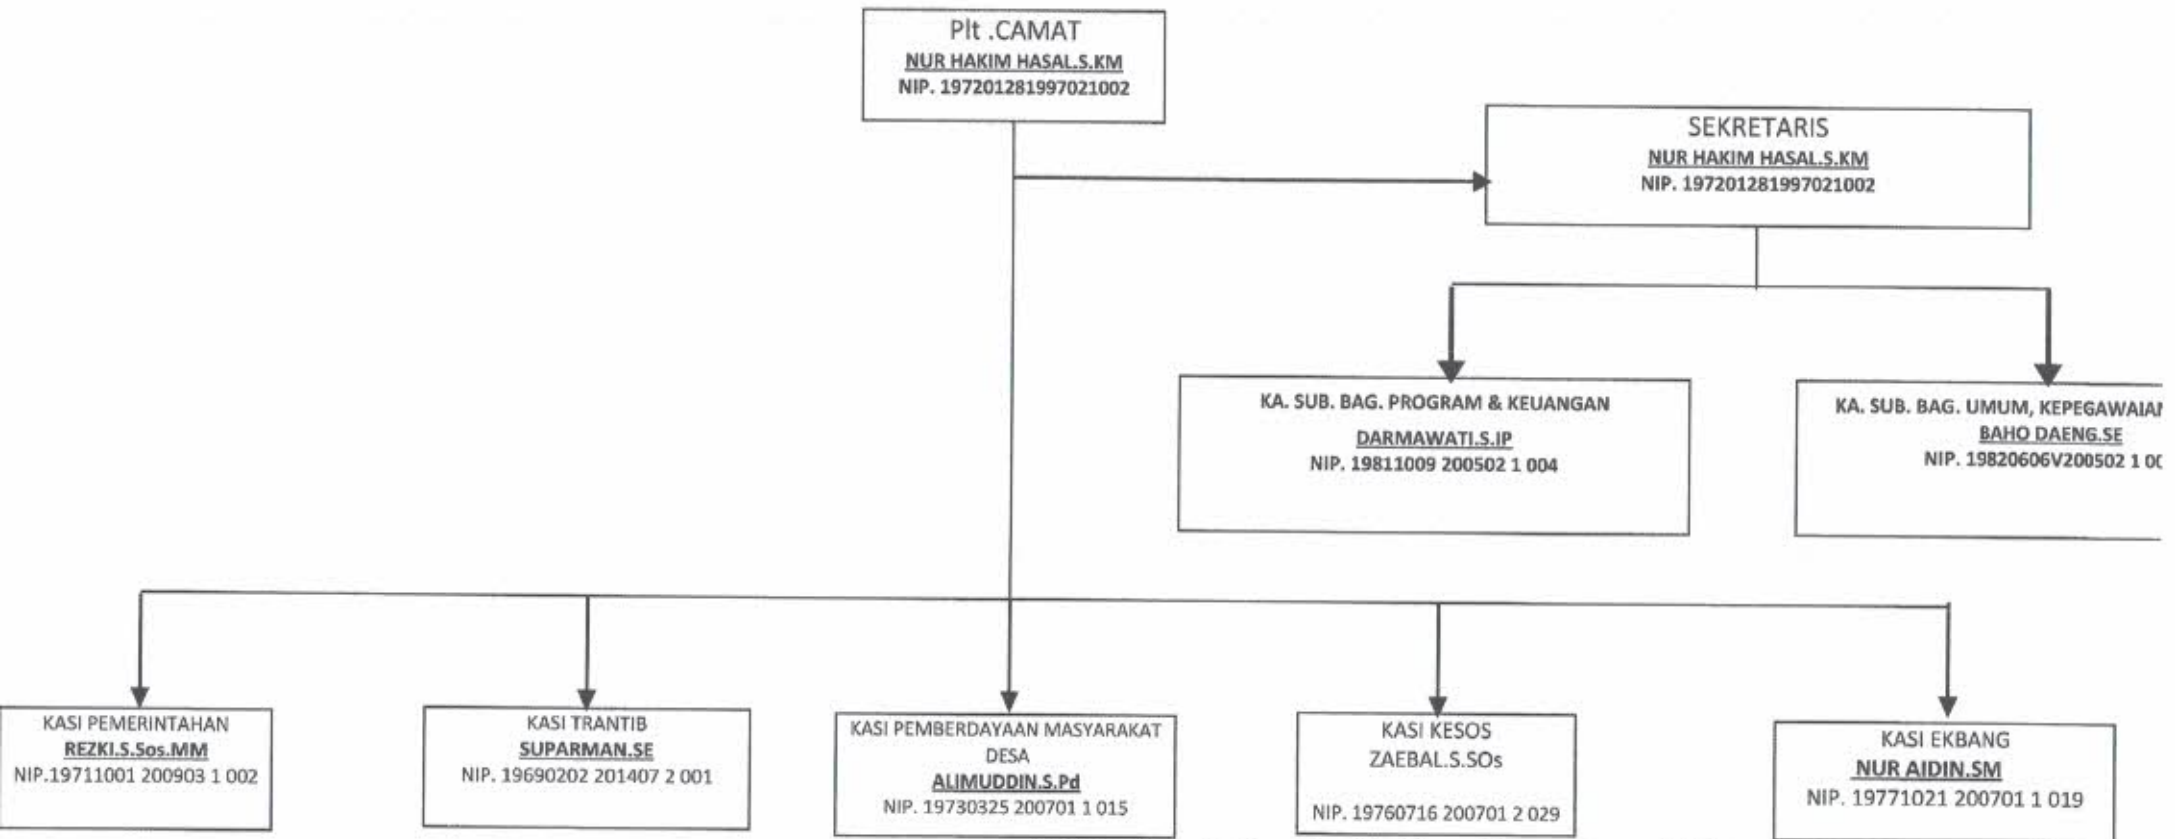 Plt .CAMAT
NUR HAKIM HASAL.S.KM
NIP. 197201281997021002
SEKRETARIS
NUR HAKIM HASAL.S.KM
NIP. 197201281997021002
KA. SUB. BAG. PROGRAM & KEUANGAN
DARMAWATI.S.IP
NIP. 19811009 200502 1 004
KA. SUB. BAG. UMUM, KEPEGAWAIAN
BAHO DAENG.SE
NIP. 19820606V200502 1 00
KASI PEMERINTAHAN
REZKI.S.Sos.MM
NIP.19711001 200903 1 002
KASI TRANTIB
SUPARMAN.SE
NIP. 19690202 201407 2 001
KASI PEMBERDAYAAN MASYARAKAT
DESA
ALIMUDDIN.S.Pd
NIP. 19730325 200701 1 015
KASI KESOS
ZAEBAL.S.SOs
NIP. 19760716 200701 2 029
KASI EKBANG
NUR AIDIN.SM
NIP. 19771021 200701 1 019